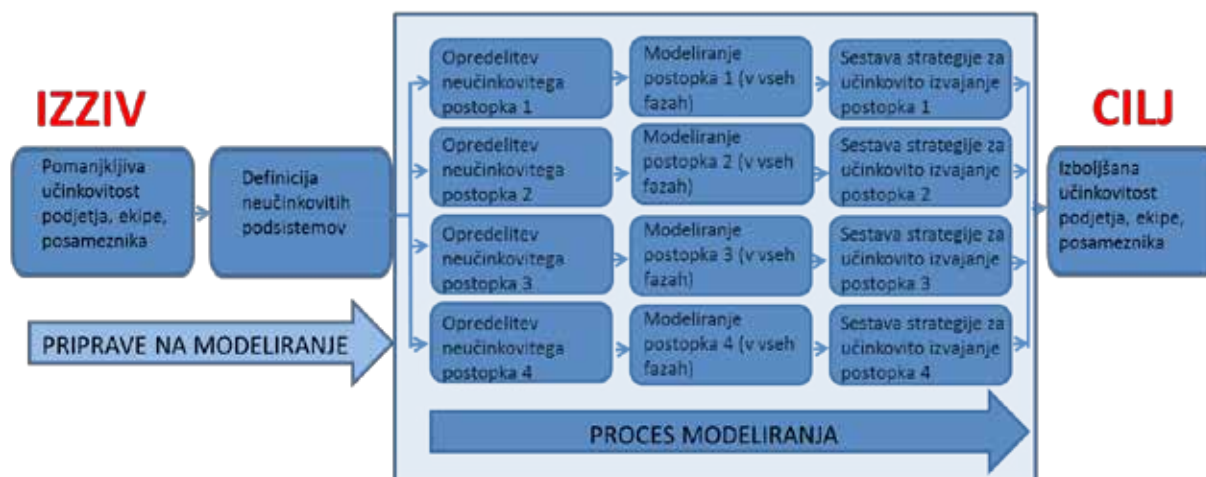 IZZIV
Pomanjkljiva
učinkovitost
podjetja, ekipe,
posameznika
Definicija
neučinkovitih
podsistemov
Opredelitev
neučinkovitega
postopka 1
Modeliranje
postopka 1 (v vseh
fazah)
Sestava strategije za
učinkovito izvajanje
postopka 1
Opredelitev
neučinkovitega
postopka 2
Modeliranje
postopka 2 (v vseh
fazah)
Sestava strategije za
učinkovito izvajanje
postopka 2
Opredelitev
neučinkovitega
postopka 3
Modeliranje
postopka 3 (v vseh
fazah)
Sestava strategije za
učinkovito izvajanje
postopka 3
Opredelitev
neučinkovitega
postopka 4
Modeliranje
postopka 4 (v vseh
fazah)
Sestava strategije za
učinkovito izvajanje
postopka 4
CILJ
Izboljšana
učinkovitost
podjetja, ekipe,
posameznika
PRIPRAVE NA MODELIRANJE
PROCES MODELIRANJA